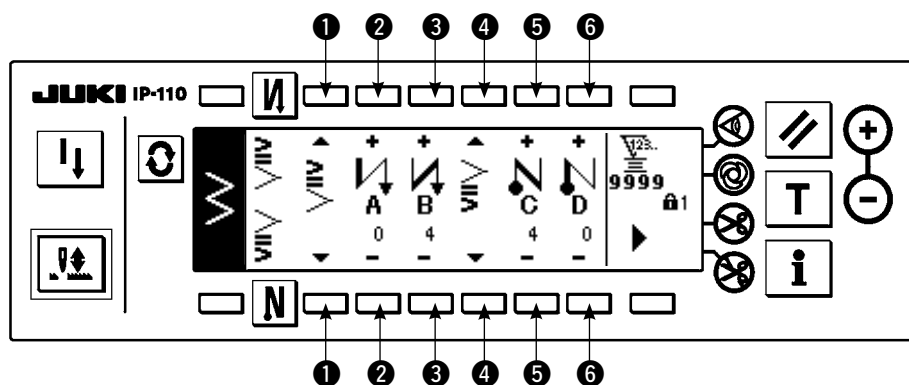 ❶ ❷ ❸ ❹ ❺ ❻
JUKI IP-110
123..
9999
1
A B C D
0 4 4 0
T
i
❶ ❷ ❸ ❹ ❺ ❻